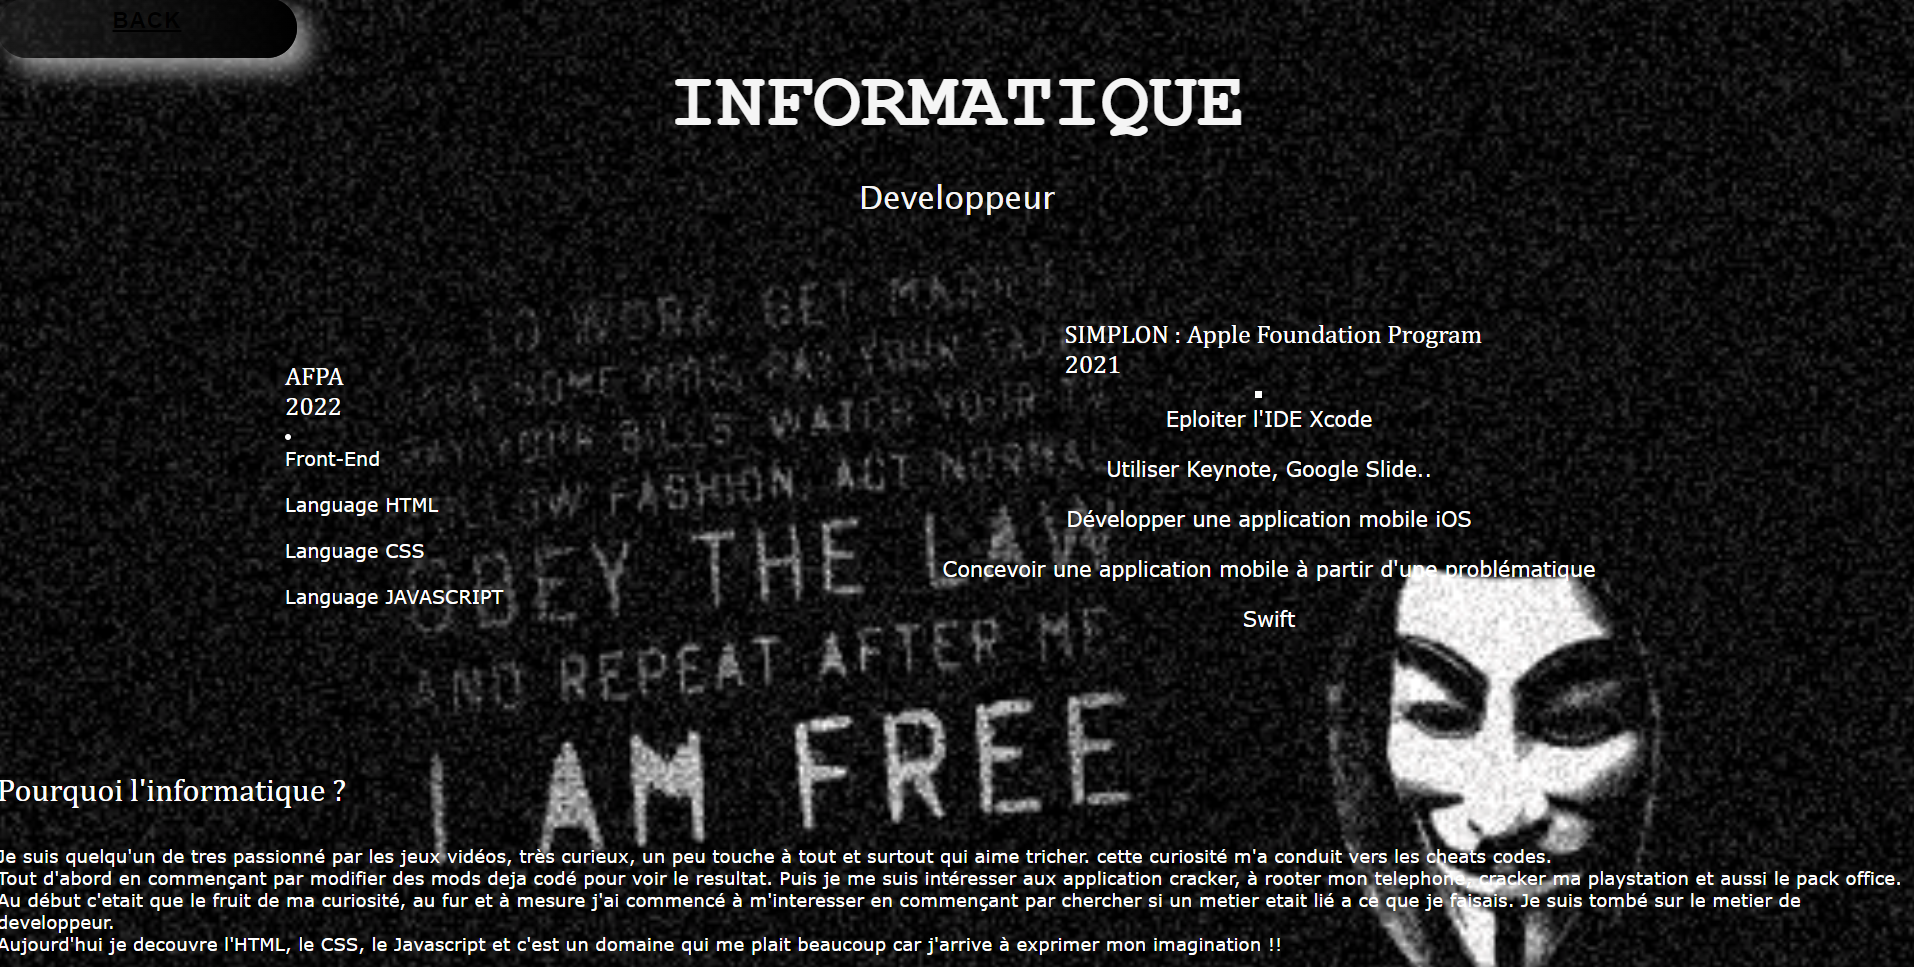 BACK
INFORMATIQUE
Developpeur
WORK GET
SOME
YOUR BILLS WATCH YOUR
FASHION ACT
OBEY THE LAW
AND REPEAT AFTER ME
I AM FREE
AFPA
2022
Front-End
Language HTML
Language CSS
Language JAVASCRIPT
SIMPLON : Apple Foundation Program
2021
Eploiter l'IDE Xcode
Utiliser Keynote, Google Slide..
Développer une application mobile iOS
Concevoir une application mobile à partir d'une problématique
Swift
Pourquoi l'informatique ?
Je suis quelqu'un de tres passionné par les jeux vidéos, très curieux, un peu touche à tout et surtout qui aime tricher. cette curiosité m'a conduit vers les cheats codes.
Tout d'abord en commençant par modifier des mods deja codé pour voir le resultat. Puis je me suis intéresser aux application cracker, à rooter mon telephone, cracker ma playstation et aussi le pack office.
Au début c'etait que le fruit de ma curiosité, au fur et à mesure j'ai commencé à m'interesser en commençant par chercher si un metier etait lié a ce que je faisais. Je suis tombé sur le metier de
developpeur.
Aujourd'hui je decouvre l'HTML, le CSS, le Javascript et c'est un domaine qui me plait beaucoup car j'arrive à exprimer mon imagination !!